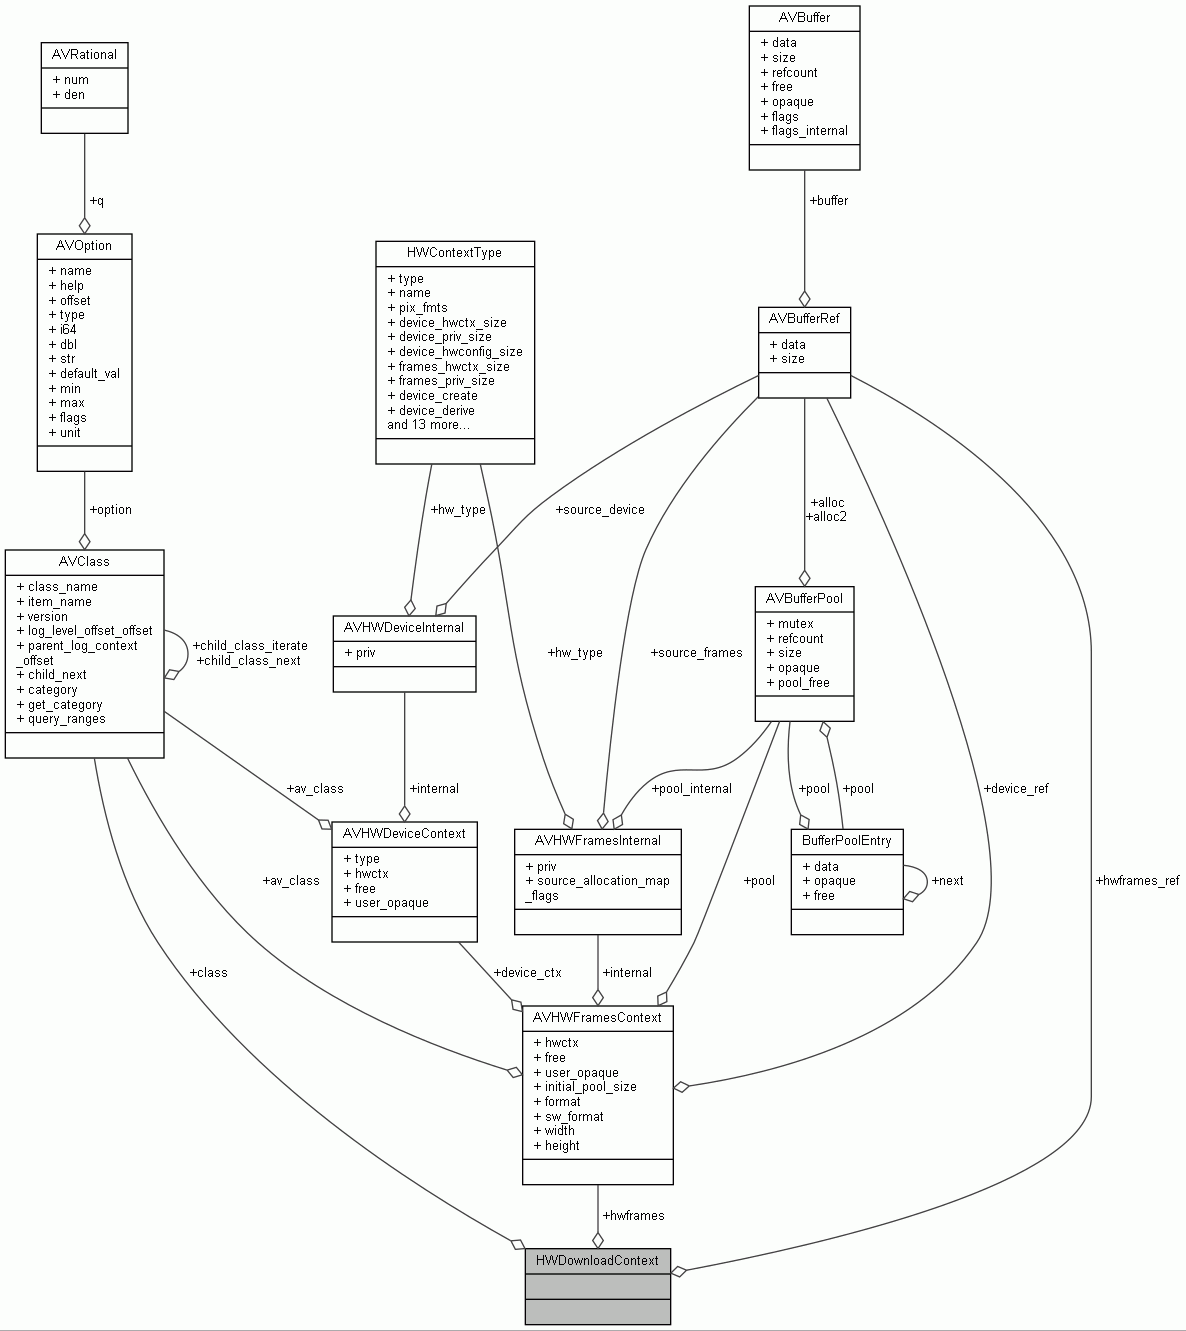 AVBuffer
+ data
+ size
+ refcount
+ free
+ opaque
+ flags
+ flags_internal
AVRational
+ num
+ den
+q
+buffer
AVOption
+ name
+ help
+ offset
+ type
+ i64
+ dbl
+ str
+ default_val
+ min
+ max
+ flags
+ unit
HWContextType
+ type
+ name
+ pix_fmts
+ device_hwctx_size
+ device_priv_size
+ device_hwconfig_size
+ frames_hwctx_size
+ frames_priv_size
+ device_create
+ device_derive
and 13 more...
AVBufferRef
+ data
+ size
+option
+hw_type
+source_device
+alloc
+alloc2
AVClass
+ class_name
+ item_name
+ version
+ log_level_offset_offset
+ parent_log_context
_offset
+ child_next
+ category
+ get_category
+ query_ranges
+child_class_iterate
+child_class_next
AVHWDeviceInternal
+ priv
+hw_type
+source_frames
AVBufferPool
+ mutex
+ refcount
+ size
+ opaque
+ pool_free
+av_class
+internal
+pool_internal
+pool
+pool
+device_ref
AVHWDeviceContext
+ type
+ hwctx
+ free
+ user_opaque
AVHWFramesInternal
+ priv
+ source_allocation_map
_flags
BufferPoolEntry
+ data
+ opaque
+ free
+next
+av_class
+pool
+hwframes_ref
+class
+device_ctx
+internal
AVHWFramesContext
+ hwctx
+ free
+ user_opaque
+ initial_pool_size
+ format
+ sw_format
+ width
+ height
+hwframes
HWDownloadContext